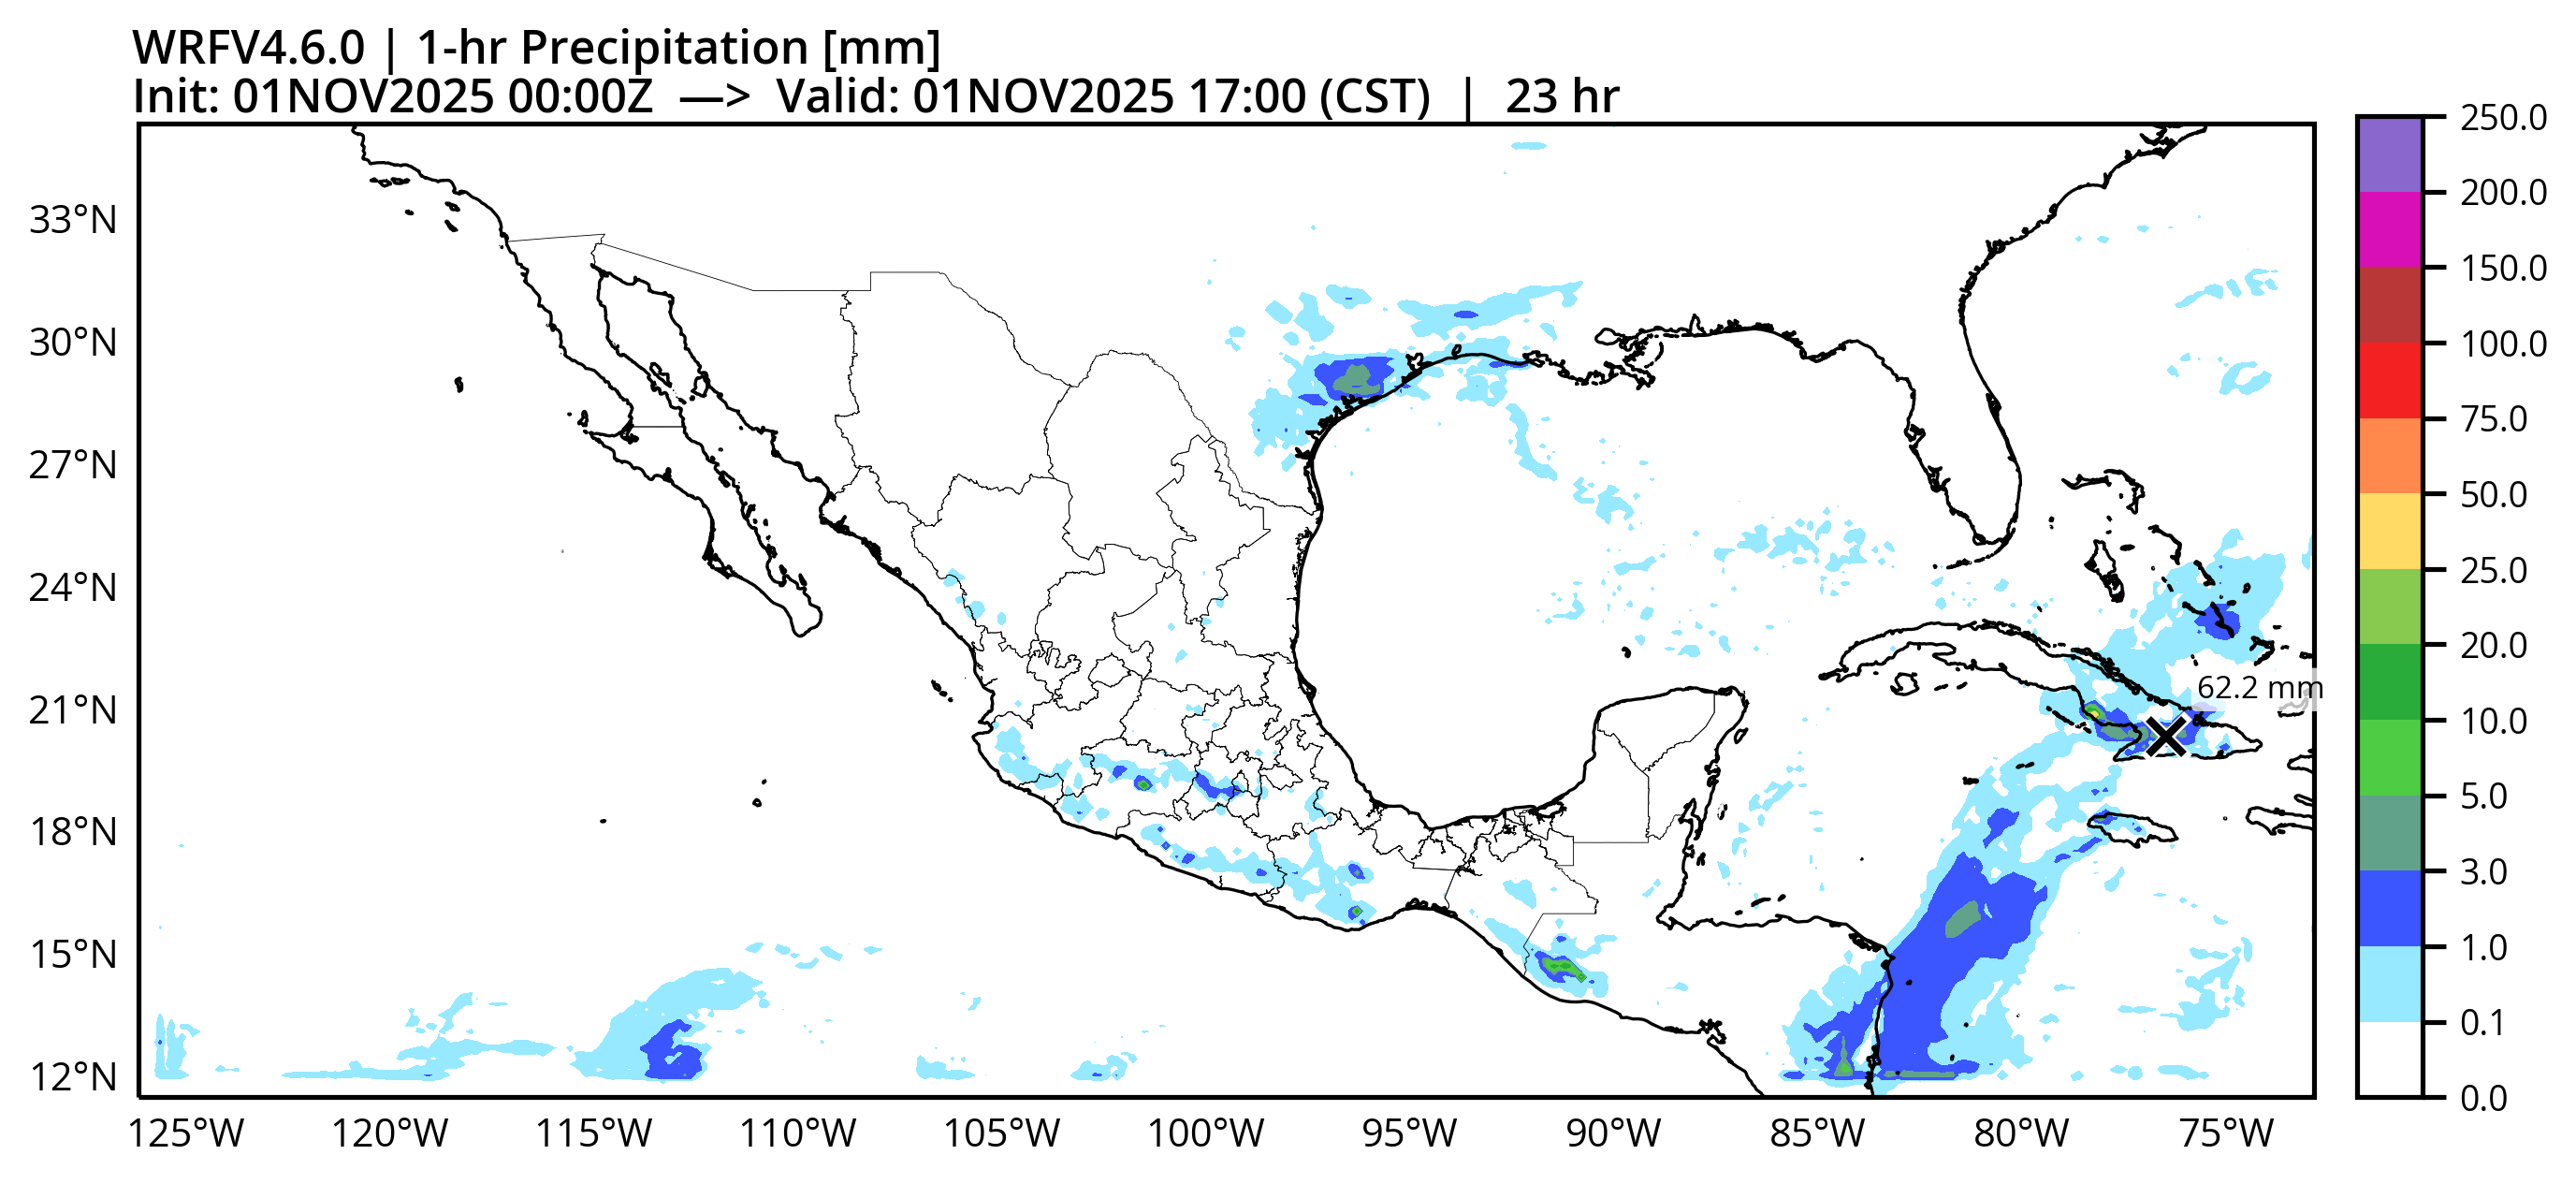 WRFV4.6.0 | 1-hr Precipitation [mm]
Init: 01NOV2025 00:00Z —> Valid: 01NOV2025 17:00 (CST) | 23 hr
33°N
30°N
27°N
24°N
21°N
18°N
15°N
12°N
125°W 120°W 115°W 110°W 105°W 100°W 95°W 90°W 85°W 80°W 75°W
62.2 mm
250.0
200.0
150.0
100.0
75.0
50.0
25.0
20.0
10.0
5.0
3.0
1.0
0.1
0.0